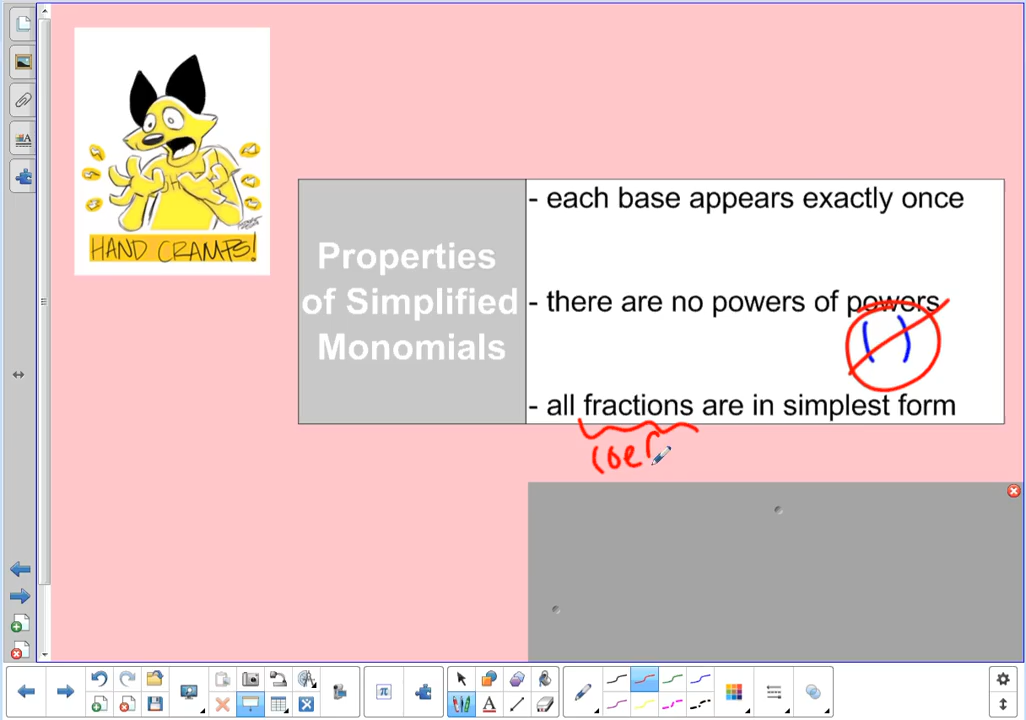 HAND CRAMPS!
Properties
of Simplified
Monomials
- each base appears exactly once
- there are no powers of powers
( )
- all fractions are in simplest form
coef